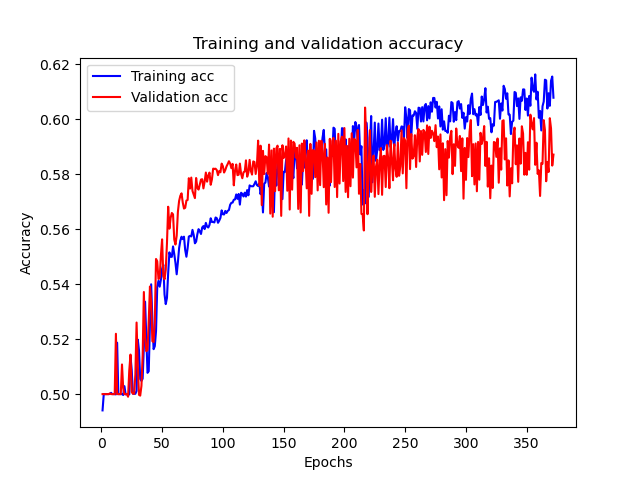 Training and validation accuracy
Training acc
Validation acc
Accuracy
0.62
0.60
0.58
0.56
0.54
0.52
0.50
0 50 100 150 200 250 300 350
Epochs